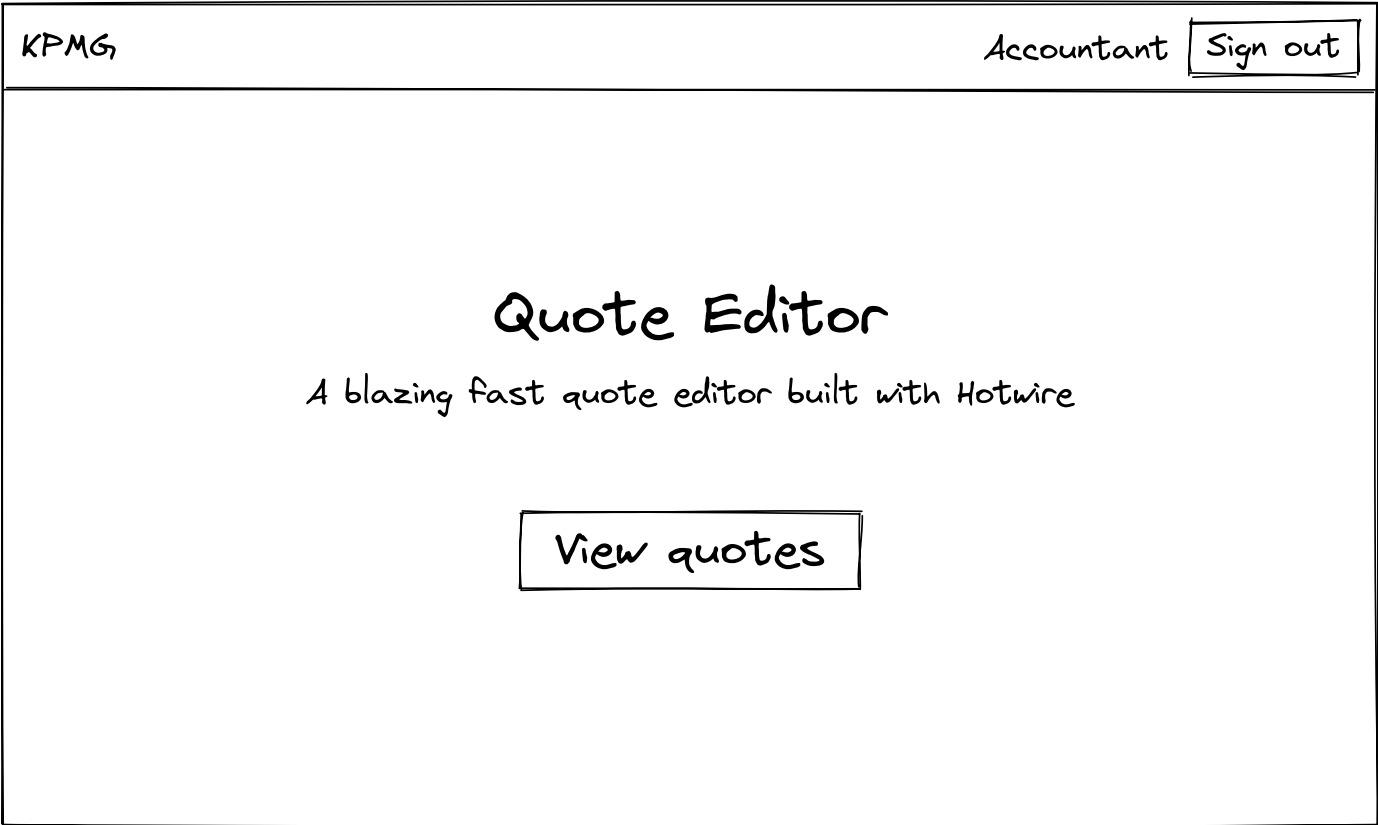 KPMG
Accountant
Sign out
Quote Editor
A blazing fast quote editor built with Hotwire
View quotes